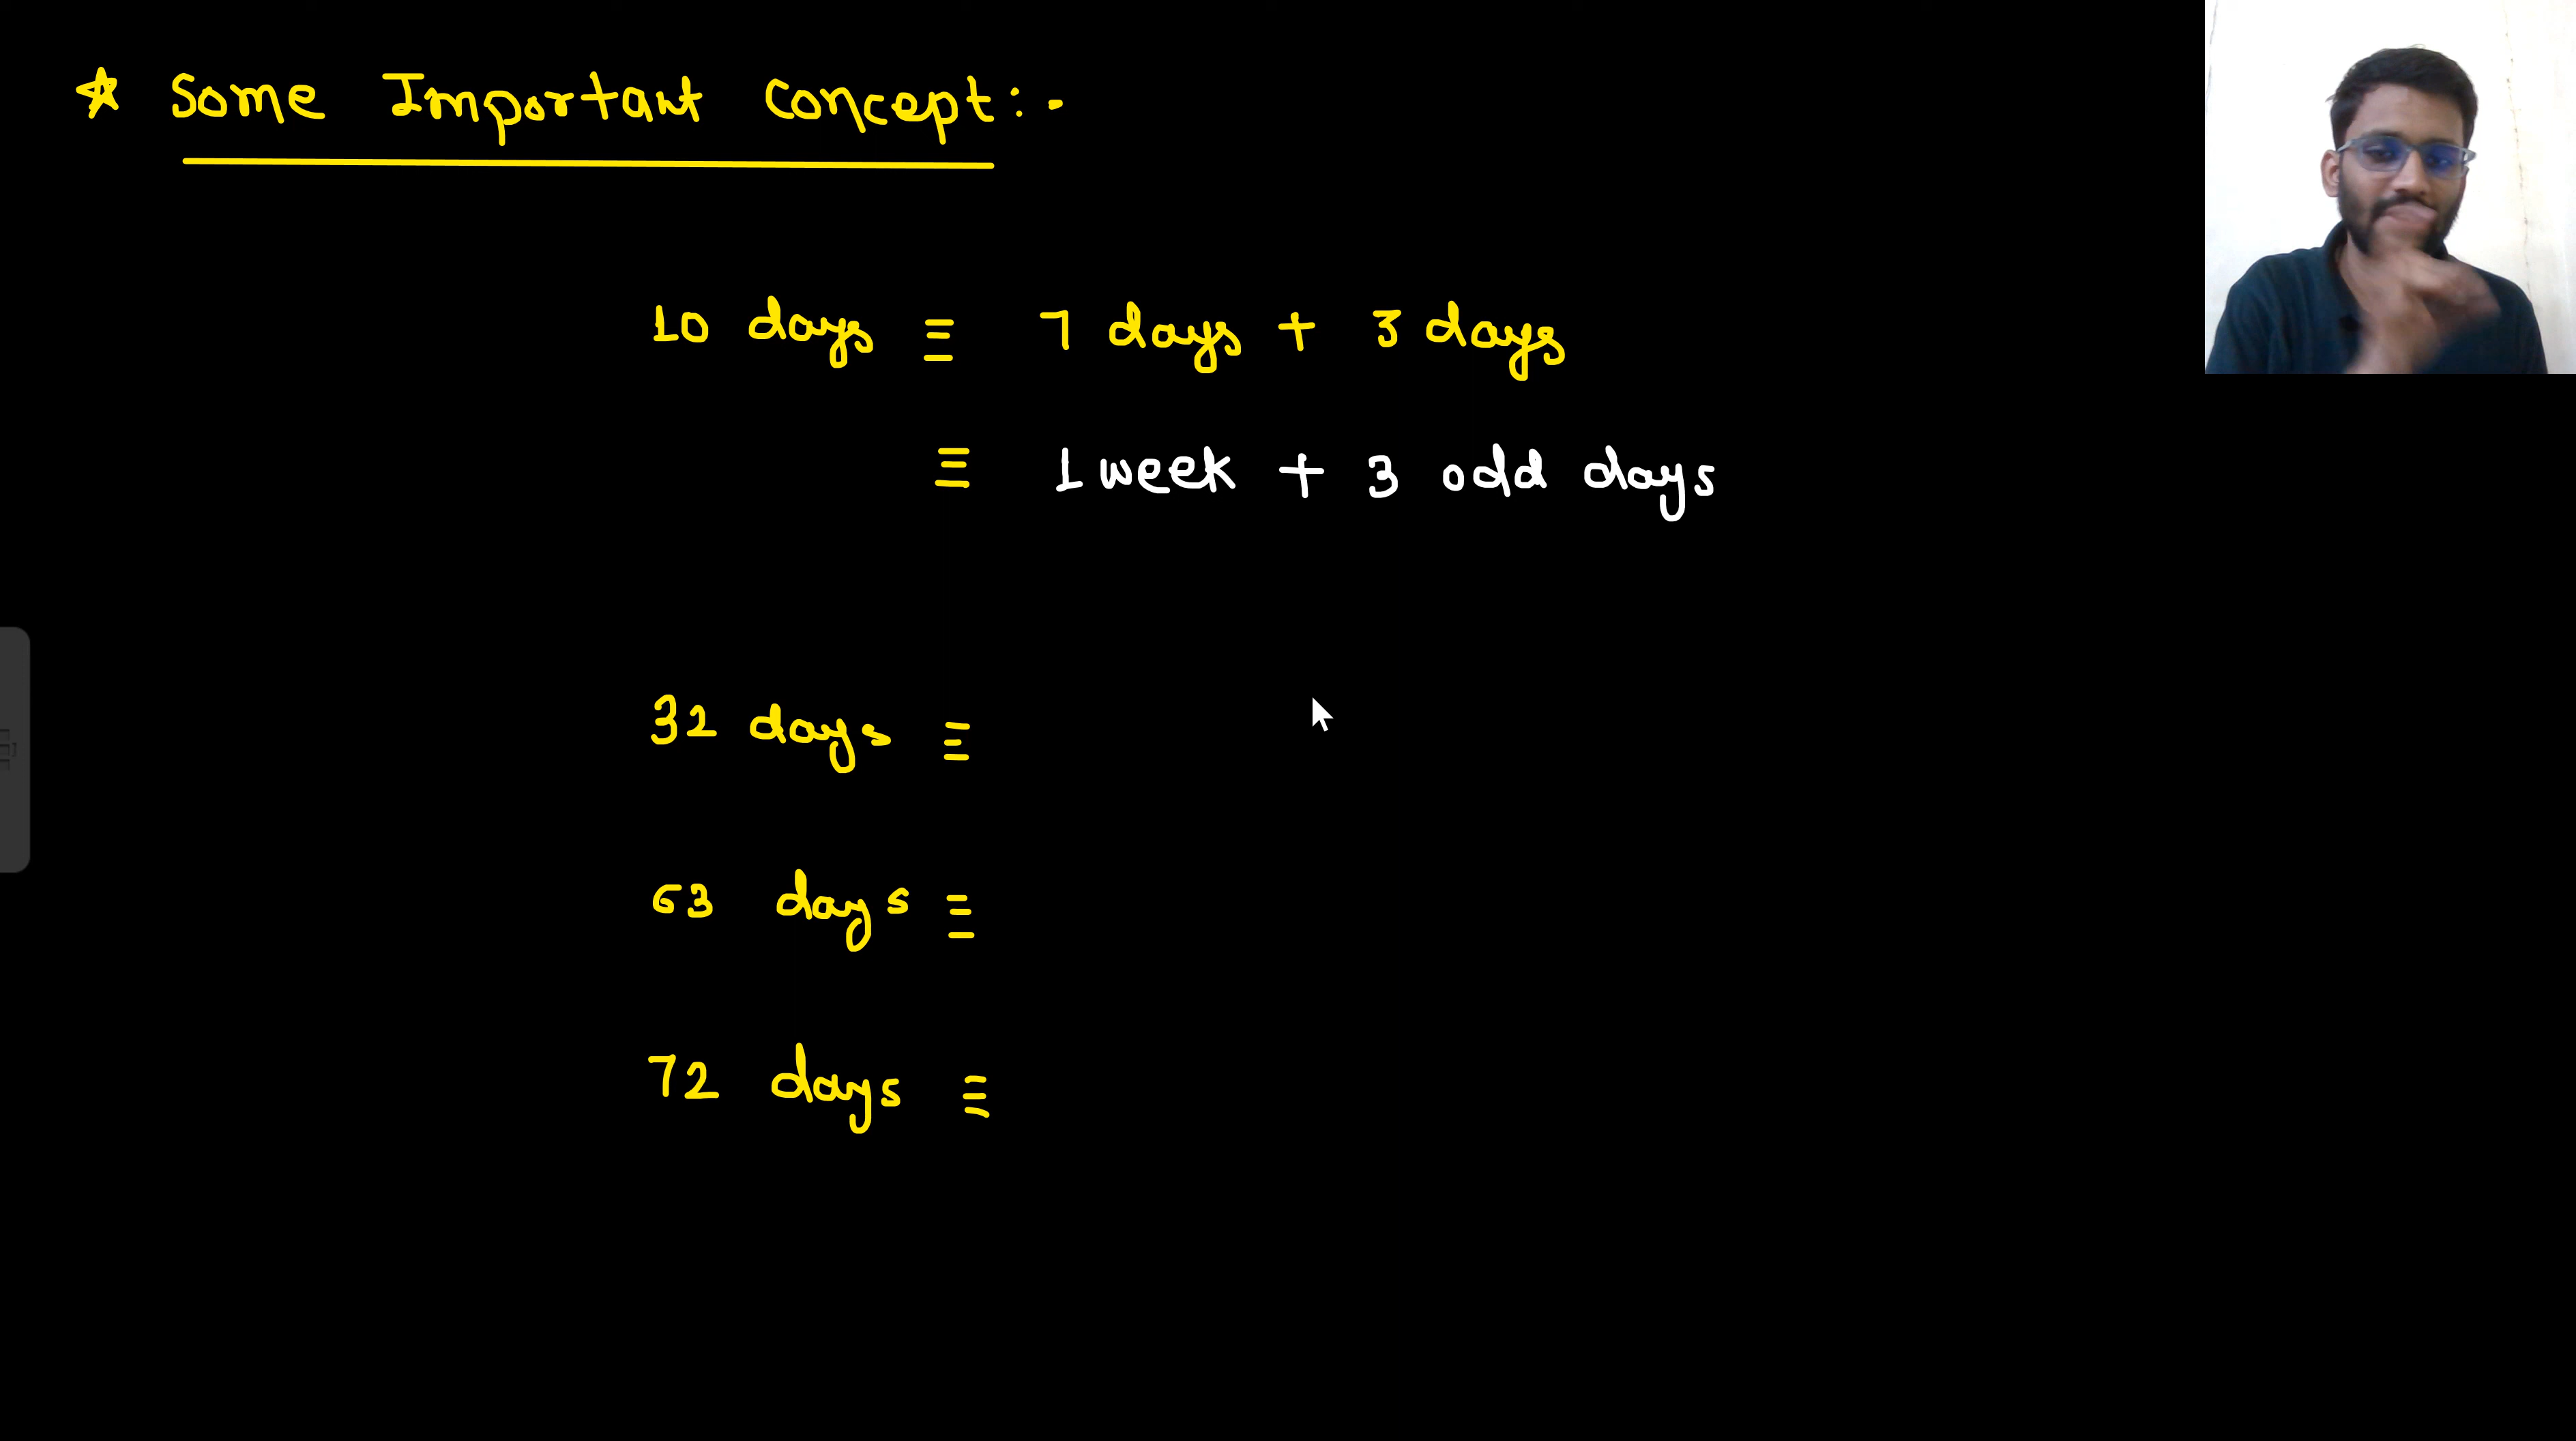 ☆ Some Important Concept:-
10 days ≡ 7 days + 3 days
≡ 1 week + 3 odd days
32 days ≡
63 days ≡
72 days ≡